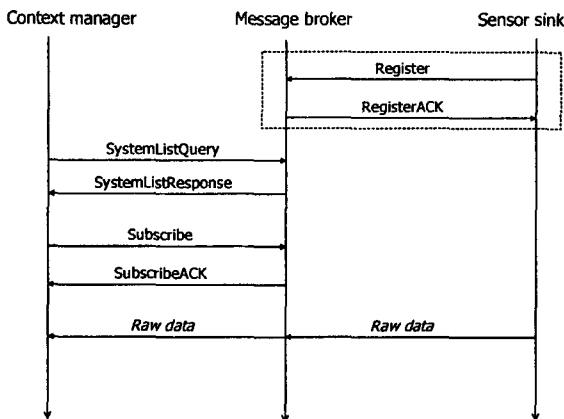 Context manager
Message broker
Sensor sink
Register
RegisterACK
SystemListQuery
SystemListResponse
Subscribe
SubscribeACK
Raw data
Raw data